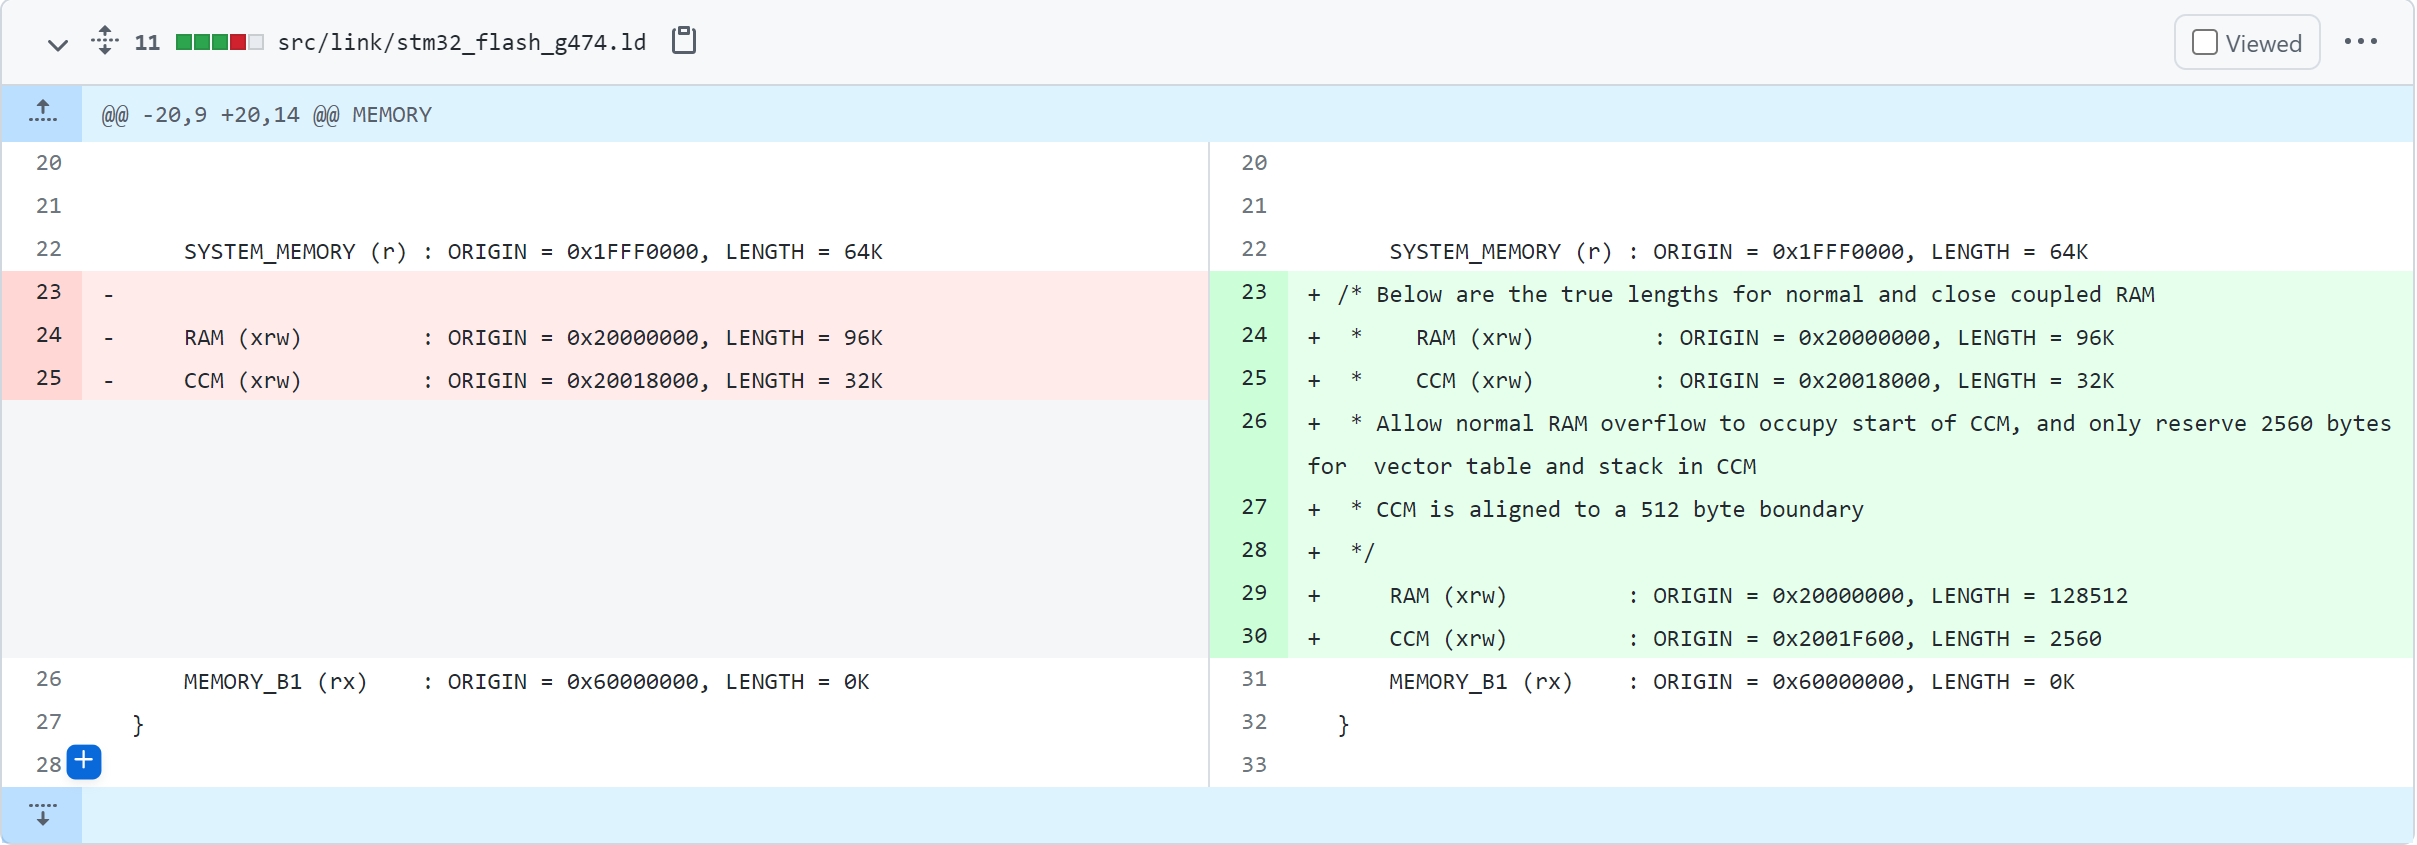 11 src/link/stm32_flash_g474.ld Viewed
@@ -20,9 +20,14 @@ MEMORY
20
21
22 SYSTEM_MEMORY (r) : ORIGIN = 0x1FFF0000, LENGTH = 64K
23 -
24 - RAM (xrw) : ORIGIN = 0x20000000, LENGTH = 96K
25 - CCM (xrw) : ORIGIN = 0x20018000, LENGTH = 32K
26 MEMORY_B1 (rx) : ORIGIN = 0x60000000, LENGTH = 0K
27 }
28
20
21
22 SYSTEM_MEMORY (r) : ORIGIN = 0x1FFF0000, LENGTH = 64K
23 + /* Below are the true lengths for normal and close coupled RAM
24 + * RAM (xrw) : ORIGIN = 0x20000000, LENGTH = 96K
25 + * CCM (xrw) : ORIGIN = 0x20018000, LENGTH = 32K
26 + * Allow normal RAM overflow to occupy start of CCM, and only reserve 2560 bytes
for  vector table and stack in CCM
27 + * CCM is aligned to a 512 byte boundary
28 + */
29 + RAM (xrw) : ORIGIN = 0x20000000, LENGTH = 128512
30 + CCM (xrw) : ORIGIN = 0x2001F600, LENGTH = 2560
31 MEMORY_B1 (rx) : ORIGIN = 0x60000000, LENGTH = 0K
32 }
33